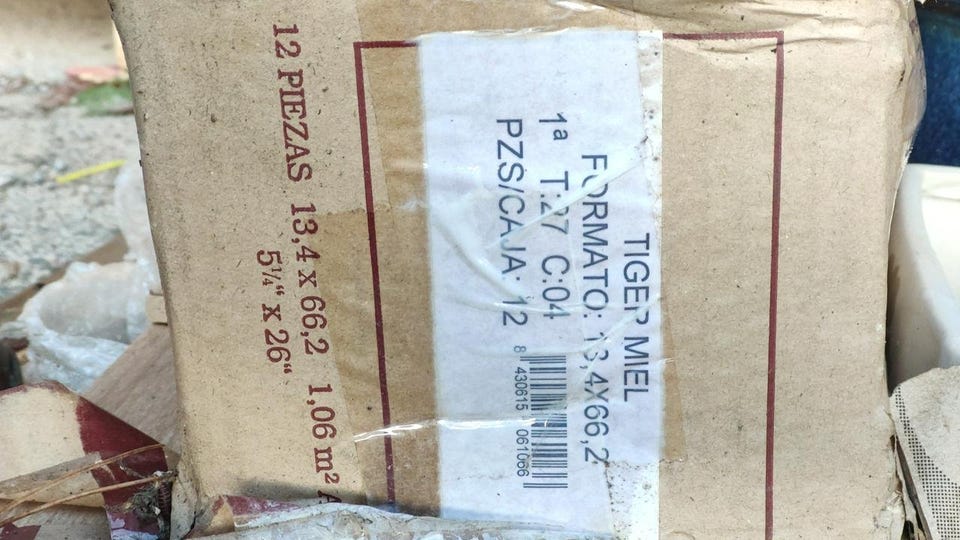 TIGER MIEL
FORMATO: 13,4X66,2
1ª T:27 C:04
PZS/CAJA: 12
8 430615 061066
12 PIEZAS 13,4 x 66,2 1,06 m² A
5¼“ x 26“